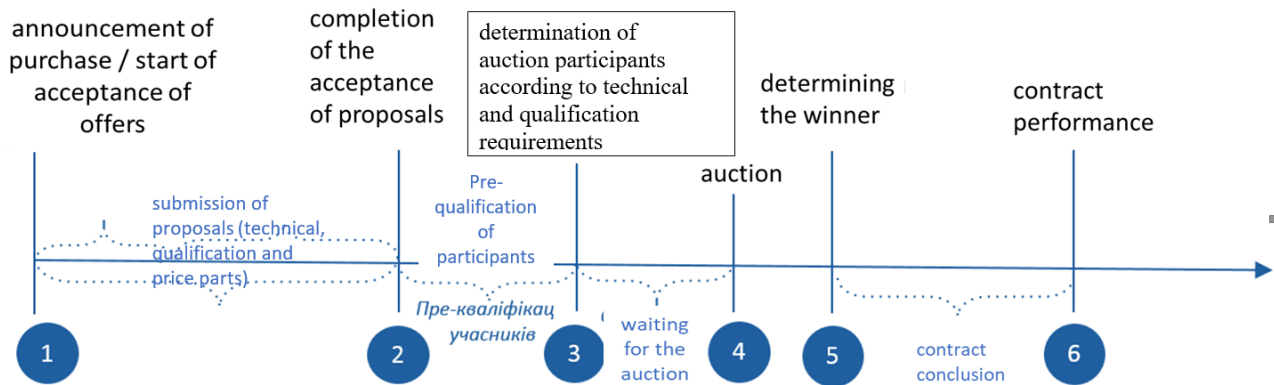 announcement of
purchase / start of
acceptance of
offers
completion
of the
acceptance
of proposals
determination of
auction participants
according to technical
and qualification
requirements
auction
determining
the winner
contract
performance
submission of
proposals (technical,
qualification and
price parts)
Pre-
qualification
of
participants
Пре-кваліфікац
учасників
waiting
for the
auction
contract
conclusion
1
2
3
4
5
6